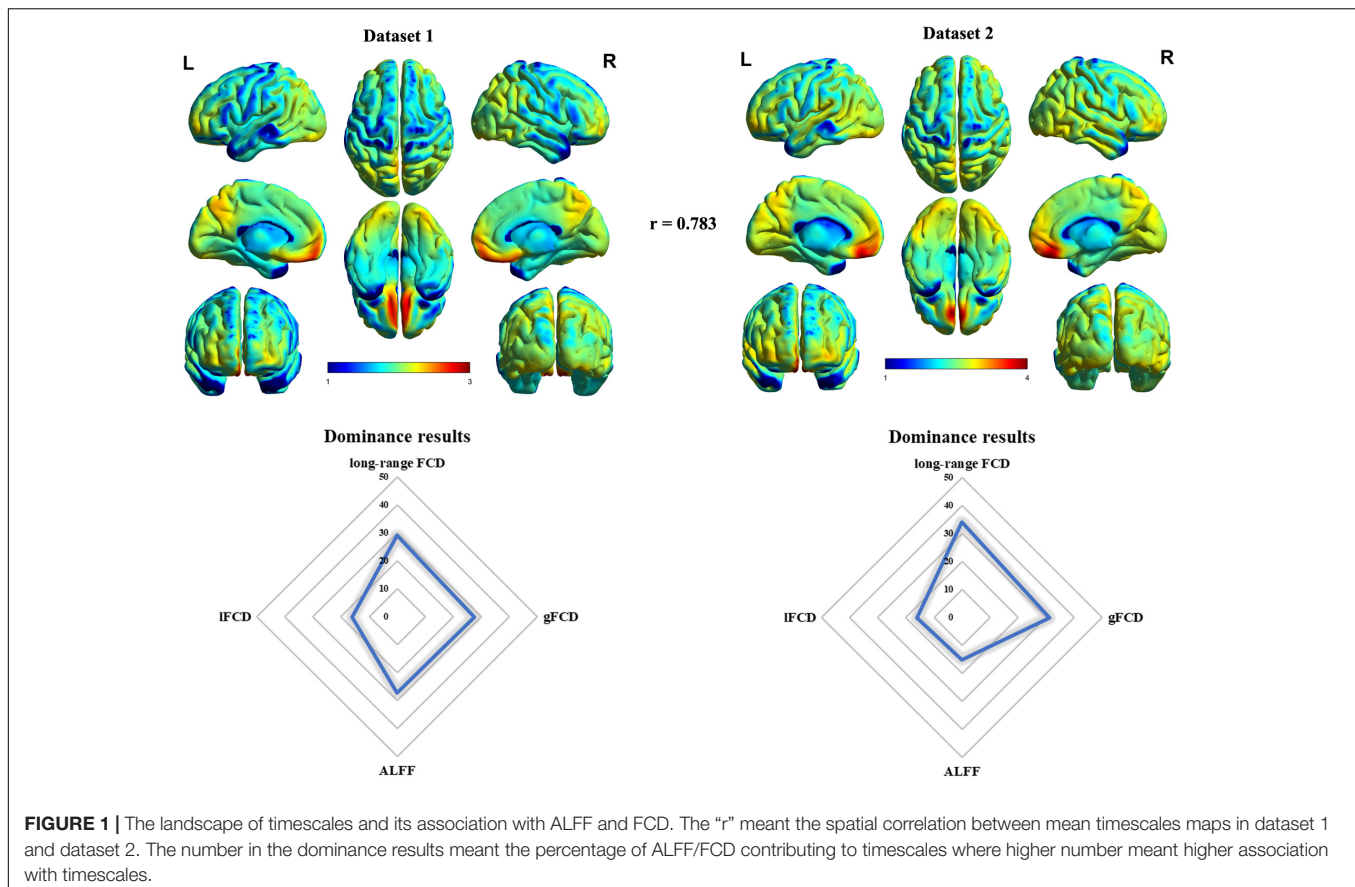 Dataset 1
L
R
Dataset 2
L
R
r = 0.783
1
3
1
4
Dominance results
long-range FCD
50
40
30
20
10
0
lFCD
gFCD
ALFF
Dominance results
long-range FCD
50
40
30
20
10
0
lFCD
gFCD
ALFF
FIGURE 1 | The landscape of timescales and its association with ALFF and FCD. The “r” meant the spatial correlation between mean timescales maps in dataset 1
and dataset 2. The number in the dominance results meant the percentage of ALFF/FCD contributing to timescales where higher number meant higher association
with timescales.